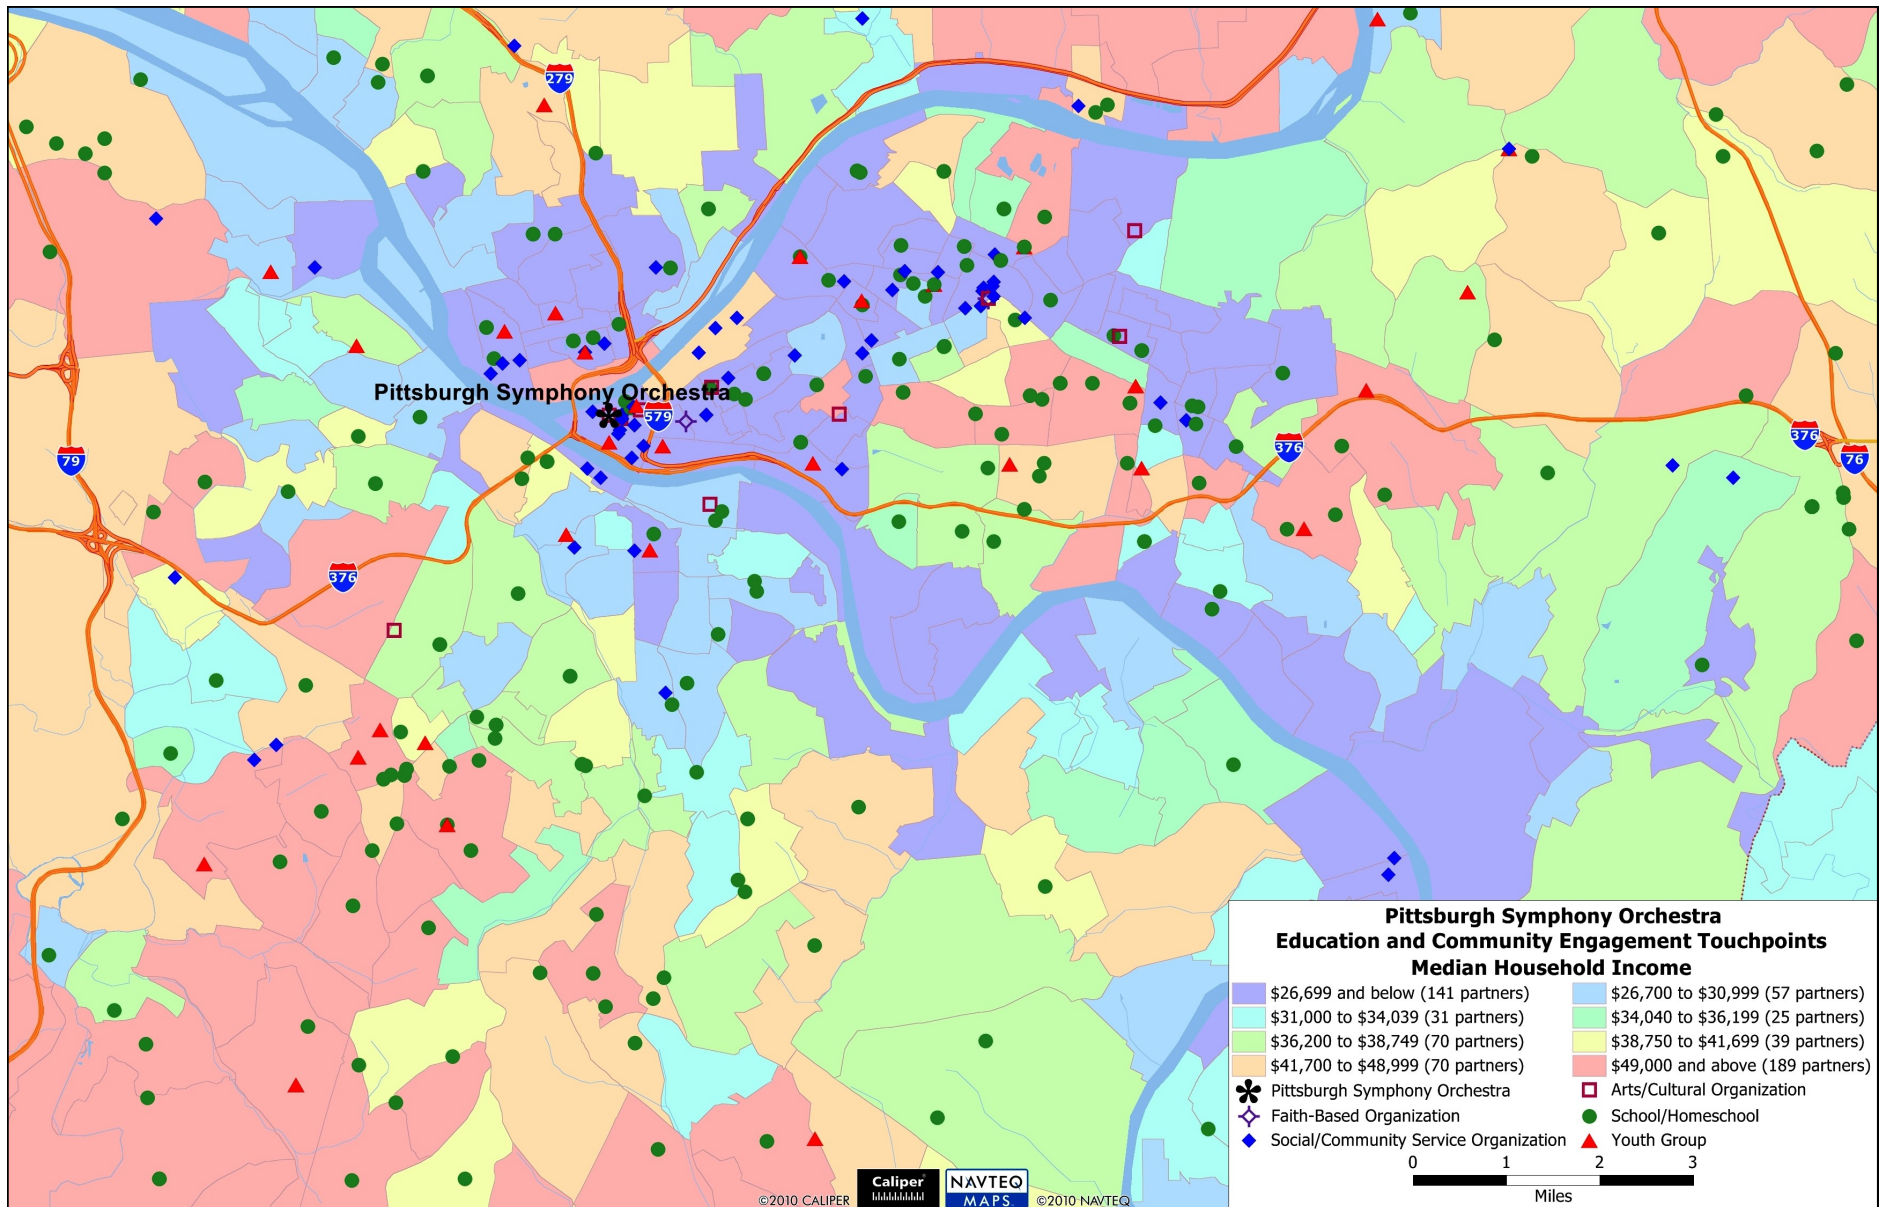 279
Pittsburgh Symphony Orchestra
579
376
376
79
76
376
Pittsburgh Symphony Orchestra
Education and Community Engagement Touchpoints
Median Household Income
$26,699 and below (141 partners)
$26,700 to $30,999 (57 partners)
$31,000 to $34,039 (31 partners)
$34,040 to $36,199 (25 partners)
$36,200 to $38,749 (70 partners)
$38,750 to $41,699 (39 partners)
$41,700 to $48,999 (70 partners)
$49,000 and above (189 partners)
Pittsburgh Symphony Orchestra
Arts/Cultural Organization
Faith-Based Organization
School/Homeschool
Social/Community Service Organization
Youth Group
0 1 2 3
Miles
©2010 CALIPER
Caliper
NAVTEQ
MAPS
©2010 NAVTEQ